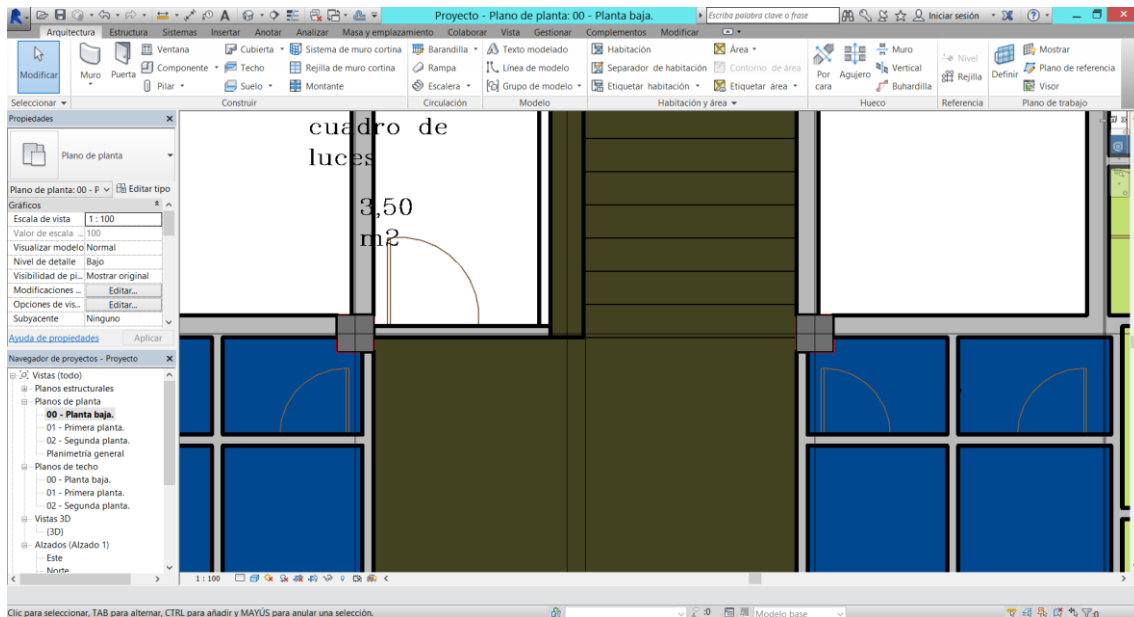 Proyecto - Plano de planta: 00 - Planta baja.
Escriba palabra clave o frase
Iniciar sesión
Arquitectura Estructura Sistemas Insertar Anotar Analizar Masa y emplazamiento Colaborar Vista Gestionar Complementos Modificar
Modificar
Muro
Puerta
Ventana
Componente
Pilar
Cubierta
Techo
Suelo
Sistema de muro cortina
Rejilla de muro cortina
Montante
Barandilla
Rampa
Escalera
Texto modelado
Línea de modelo
Grupo de modelo
Habitación
Separador de habitación
Etiquetar habitación
Área
Contorno de área
Etiquetar área
Por cara
Agujero
Muro
Vertical
Buhardilla
Nivel
Rejilla
Definir
Mostrar
Plano de referencia
Visor
Seleccionar Construir Circulación Modelo Habitación y área Hueco Referencia Plano de trabajo
Propiedades
Plano de planta
Plano de planta: 00 - P Editar tipo
Gráficos
Escala de vista 1 : 100
Valor de escala ... 100
Visualizar modelo Normal
Nivel de detalle Bajo
Visibilidad de pi... Mostrar original
Modificaciones ... Editar...
Opciones de vis... Editar...
Subyacente Ninguno
Ayuda de propiedades Aplicar
Navegador de proyectos - Proyecto
Vistas (todo)
Planos estructurales
Planos de planta
00 - Planta baja.
01 - Primera planta.
02 - Segunda planta.
Planimetría general
Planos de techo
00 - Planta baja.
01 - Primera planta.
02 - Segunda planta.
Vistas 3D
{3D}
Alzados (Alzado 1)
Este
Norte
cuadro de
luces
3,50
m2
1 : 100
Clic para seleccionar, TAB para alternar, CTRL para añadir y MAYÚS para anular una selección.
:0
Modelo base
:0